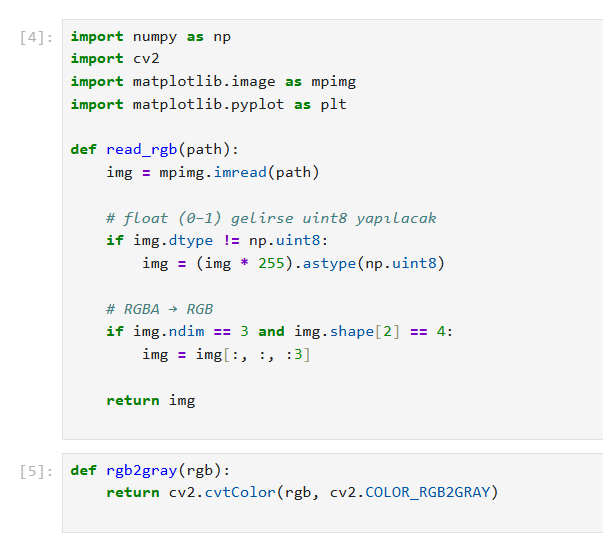 [4]:
import numpy as np
import cv2
import matplotlib.image as mpimg
import matplotlib.pyplot as plt
def read_rgb(path):
    img = mpimg.imread(path)
    # float (0–1) gelirse uint8 yapılacak
    if img.dtype != np.uint8:
        img = (img * 255).astype(np.uint8)
    # RGBA → RGB
    if img.ndim == 3 and img.shape[2] == 4:
        img = img[:, :, :3]
    return img
[5]:
def rgb2gray(rgb):
    return cv2.cvtColor(rgb, cv2.COLOR_RGB2GRAY)